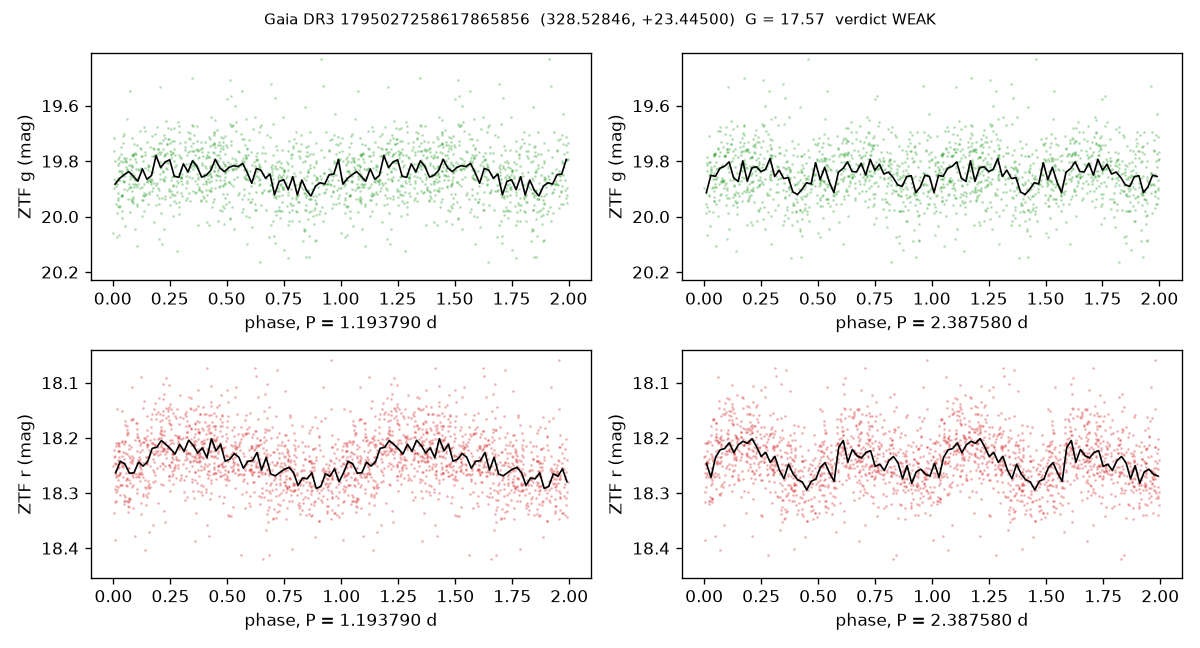 Gaia DR3 1795027258617865856  (328.52846, +23.44500)  G = 17.57  verdict WEAK
ZTF g (mag)
19.6
19.8
20.0
20.2
0.00 0.25 0.50 0.75 1.00 1.25 1.50 1.75 2.00
phase, P = 1.193790 d
ZTF g (mag)
19.6
19.8
20.0
20.2
0.00 0.25 0.50 0.75 1.00 1.25 1.50 1.75 2.00
phase, P = 2.387580 d
ZTF r (mag)
18.1
18.2
18.3
18.4
0.00 0.25 0.50 0.75 1.00 1.25 1.50 1.75 2.00
phase, P = 1.193790 d
ZTF r (mag)
18.1
18.2
18.3
18.4
0.00 0.25 0.50 0.75 1.00 1.25 1.50 1.75 2.00
phase, P = 2.387580 d